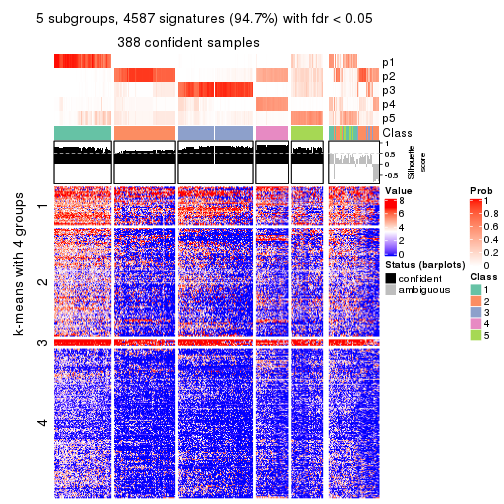 5 subgroups, 4587 signatures (94.7%) with fdr < 0.05
388 confident samples
p1
p2
p3
p4
p5
Class
1
0.5
0
-0.5
Silhouette
score
k-means with 4 groups
1
2
3
4
Value
8
6
4
2
0
Status (barplots)
confident
ambiguous
Prob
1
0.8
0.6
0.4
0.2
0
Class
1
2
3
4
5